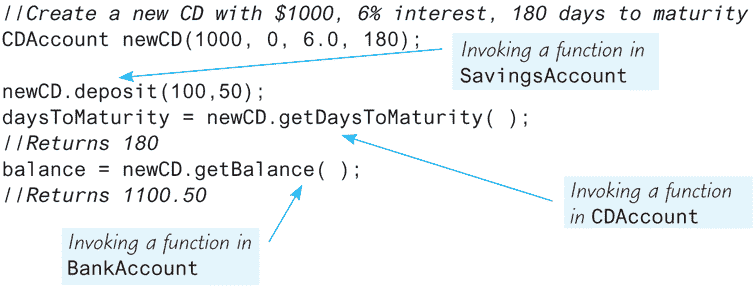 //Create a new CD with $1000, 6% interest, 180 days to maturity
CDAccount newCD(1000, 0, 6.0, 180);
Invoking a function in
SavingsAccount
newCD.deposit(100,50);
daysToMaturity = newCD.getDaysToMaturity( );
//Returns 180
balance = newCD.getBalance( );
//Returns 1100.50
Invoking a function
in CDAccount
Invoking a function in
BankAccount